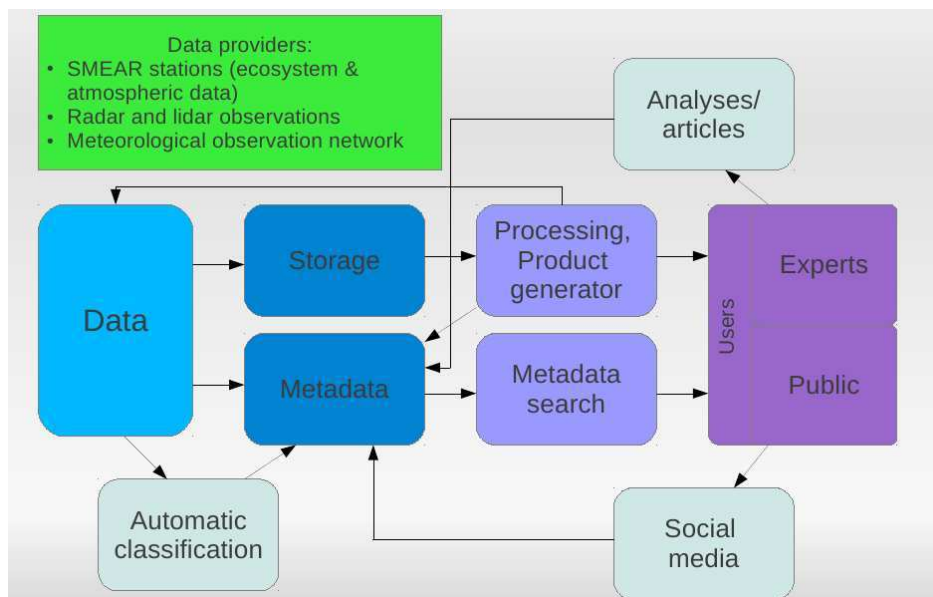 Data providers:
• SMEAR stations (ecosystem &
atmospheric data)
• Radar and lidar observations
• Meteorological observation network
Analyses/
articles
Data
Storage
Processing,
Product
generator
Users
Experts
Metadata
Metadata
search
Public
Automatic
classification
Social
media